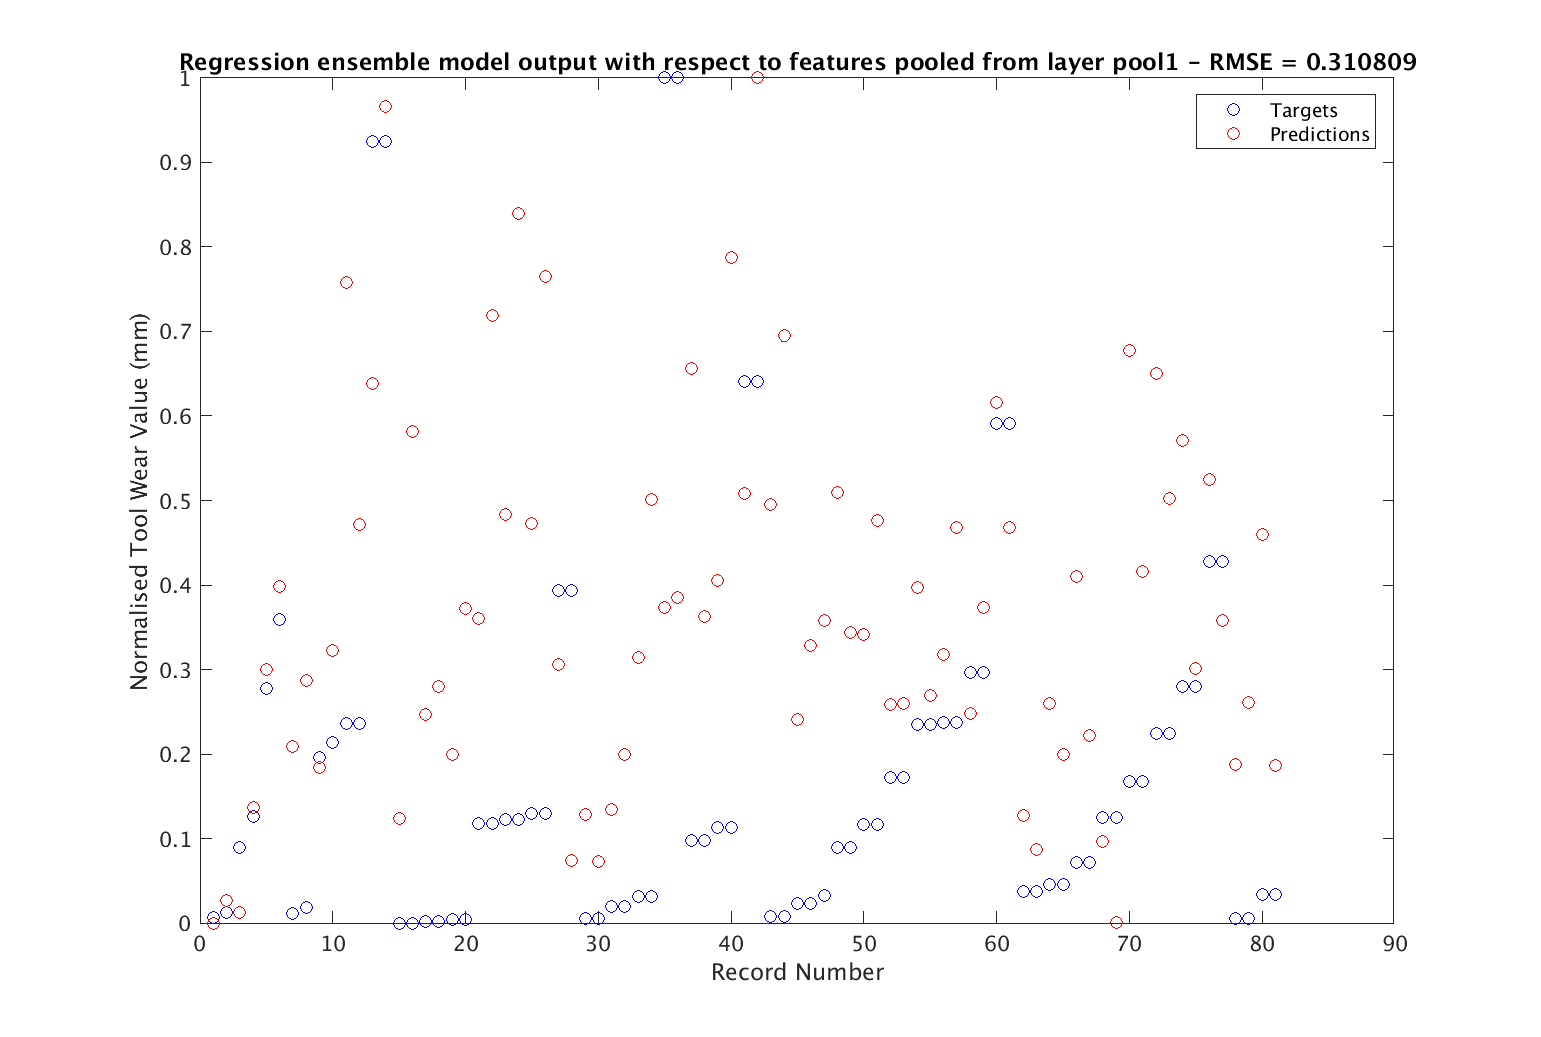 Regression ensemble model output with respect to features pooled from layer pool1 - RMSE = 0.310809
Targets
Predictions
Normalised Tool Wear Value (mm)
1
0.9
0.8
0.7
0.6
0.5
0.4
0.3
0.2
0.1
0
0 10 20 30 40 50 60 70 80 90
Record Number